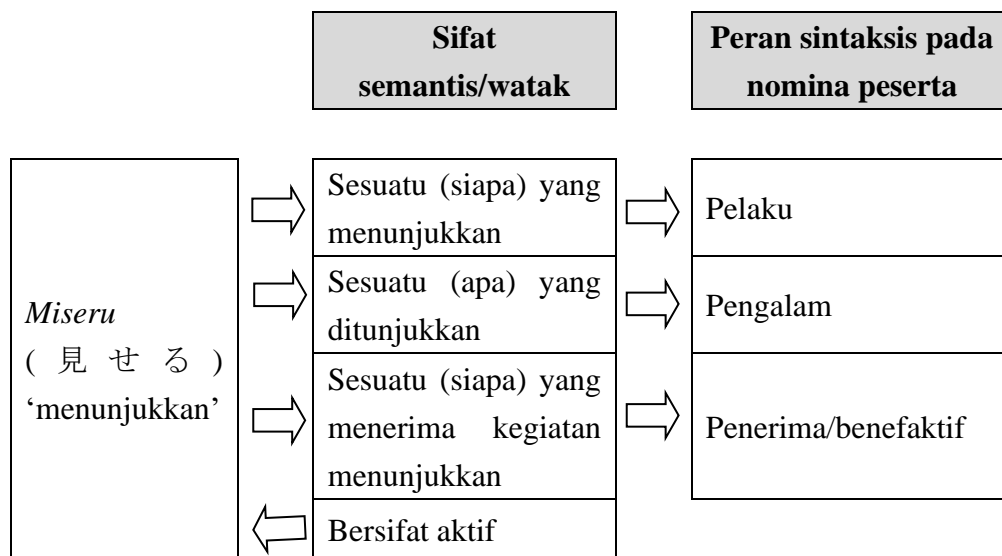 Sifat
semantis/watak
Peran sintaksis pada
nomina peserta
Miseru
(見せる)
‘menunjukkan’
Sesuatu (siapa) yang
menunjukkan
Pelaku
Sesuatu (apa) yang
ditunjukkan
Pengalam
Sesuatu (siapa) yang
menerima kegiatan
menunjukkan
Penerima/benefaktif
Bersifat aktif